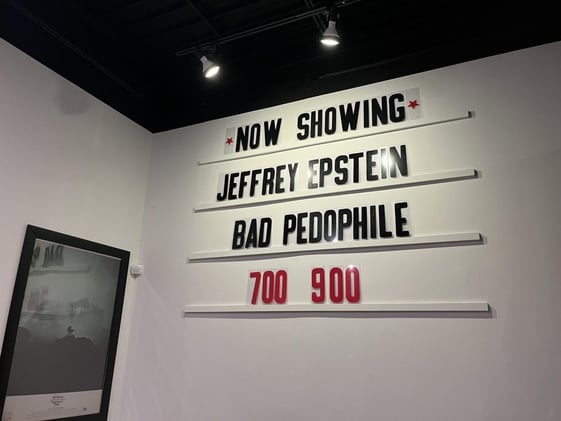 NOW SHOWING
JEFFREY EPSTEIN
BAD PEDOPHILE
700 900